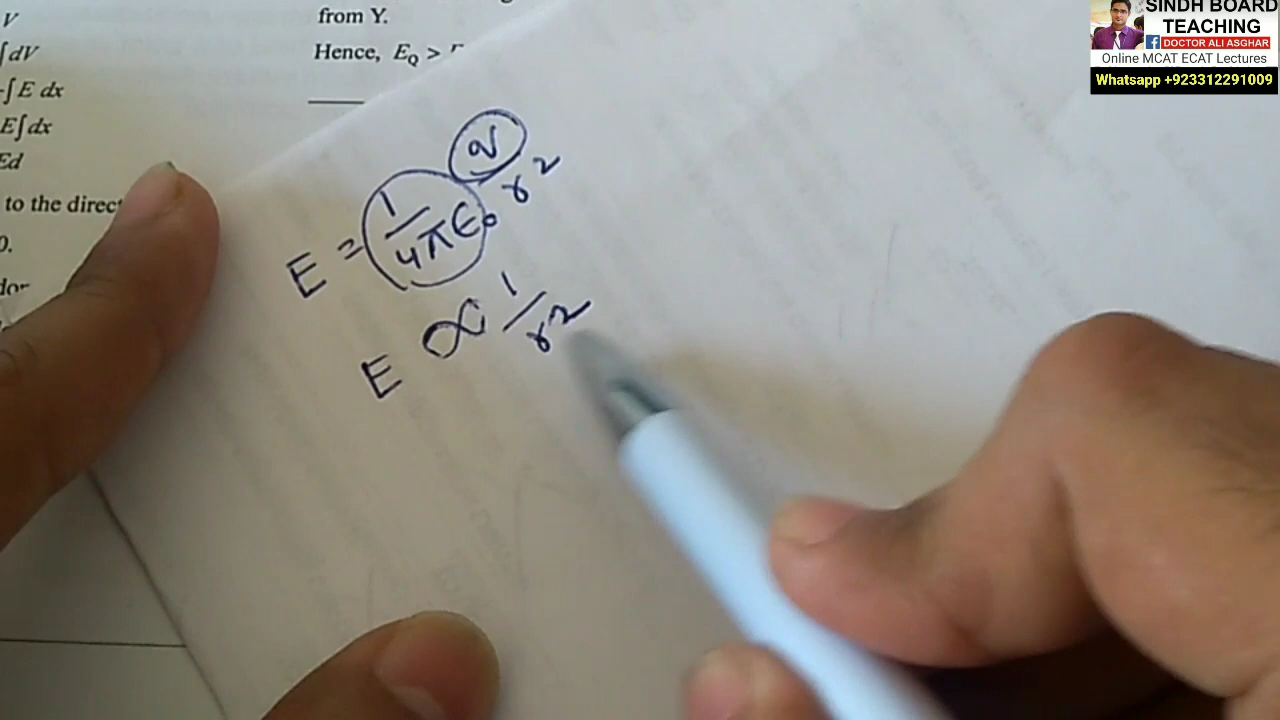 V
∫dV
-∫E dx
E∫dx
Ed
to the direct
0.
from Y.
Hence, E_Q >
E = 1/4πε₀ q/r²
E ∝ 1/r²
SINDH BOARD
TEACHING
f DOCTOR ALI ASGHAR
Online MCAT ECAT Lectures
Whatsapp +923312291009